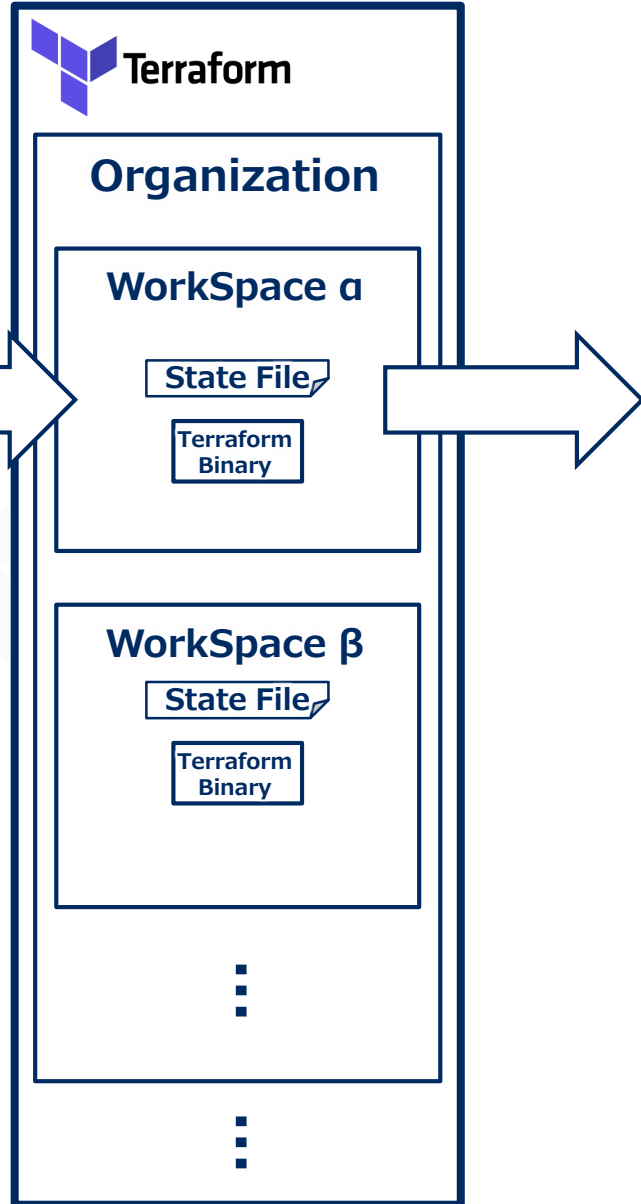 Terraform
Organization
WorkSpace α
State File
Terraform
Binary
WorkSpace β
State File
Terraform
Binary
⋮
⋮